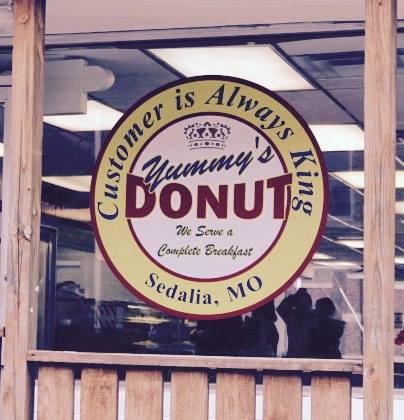 Customer is Always King
Yummy's
DONUT
We Serve a
Complete Breakfast
Sedalia, MO